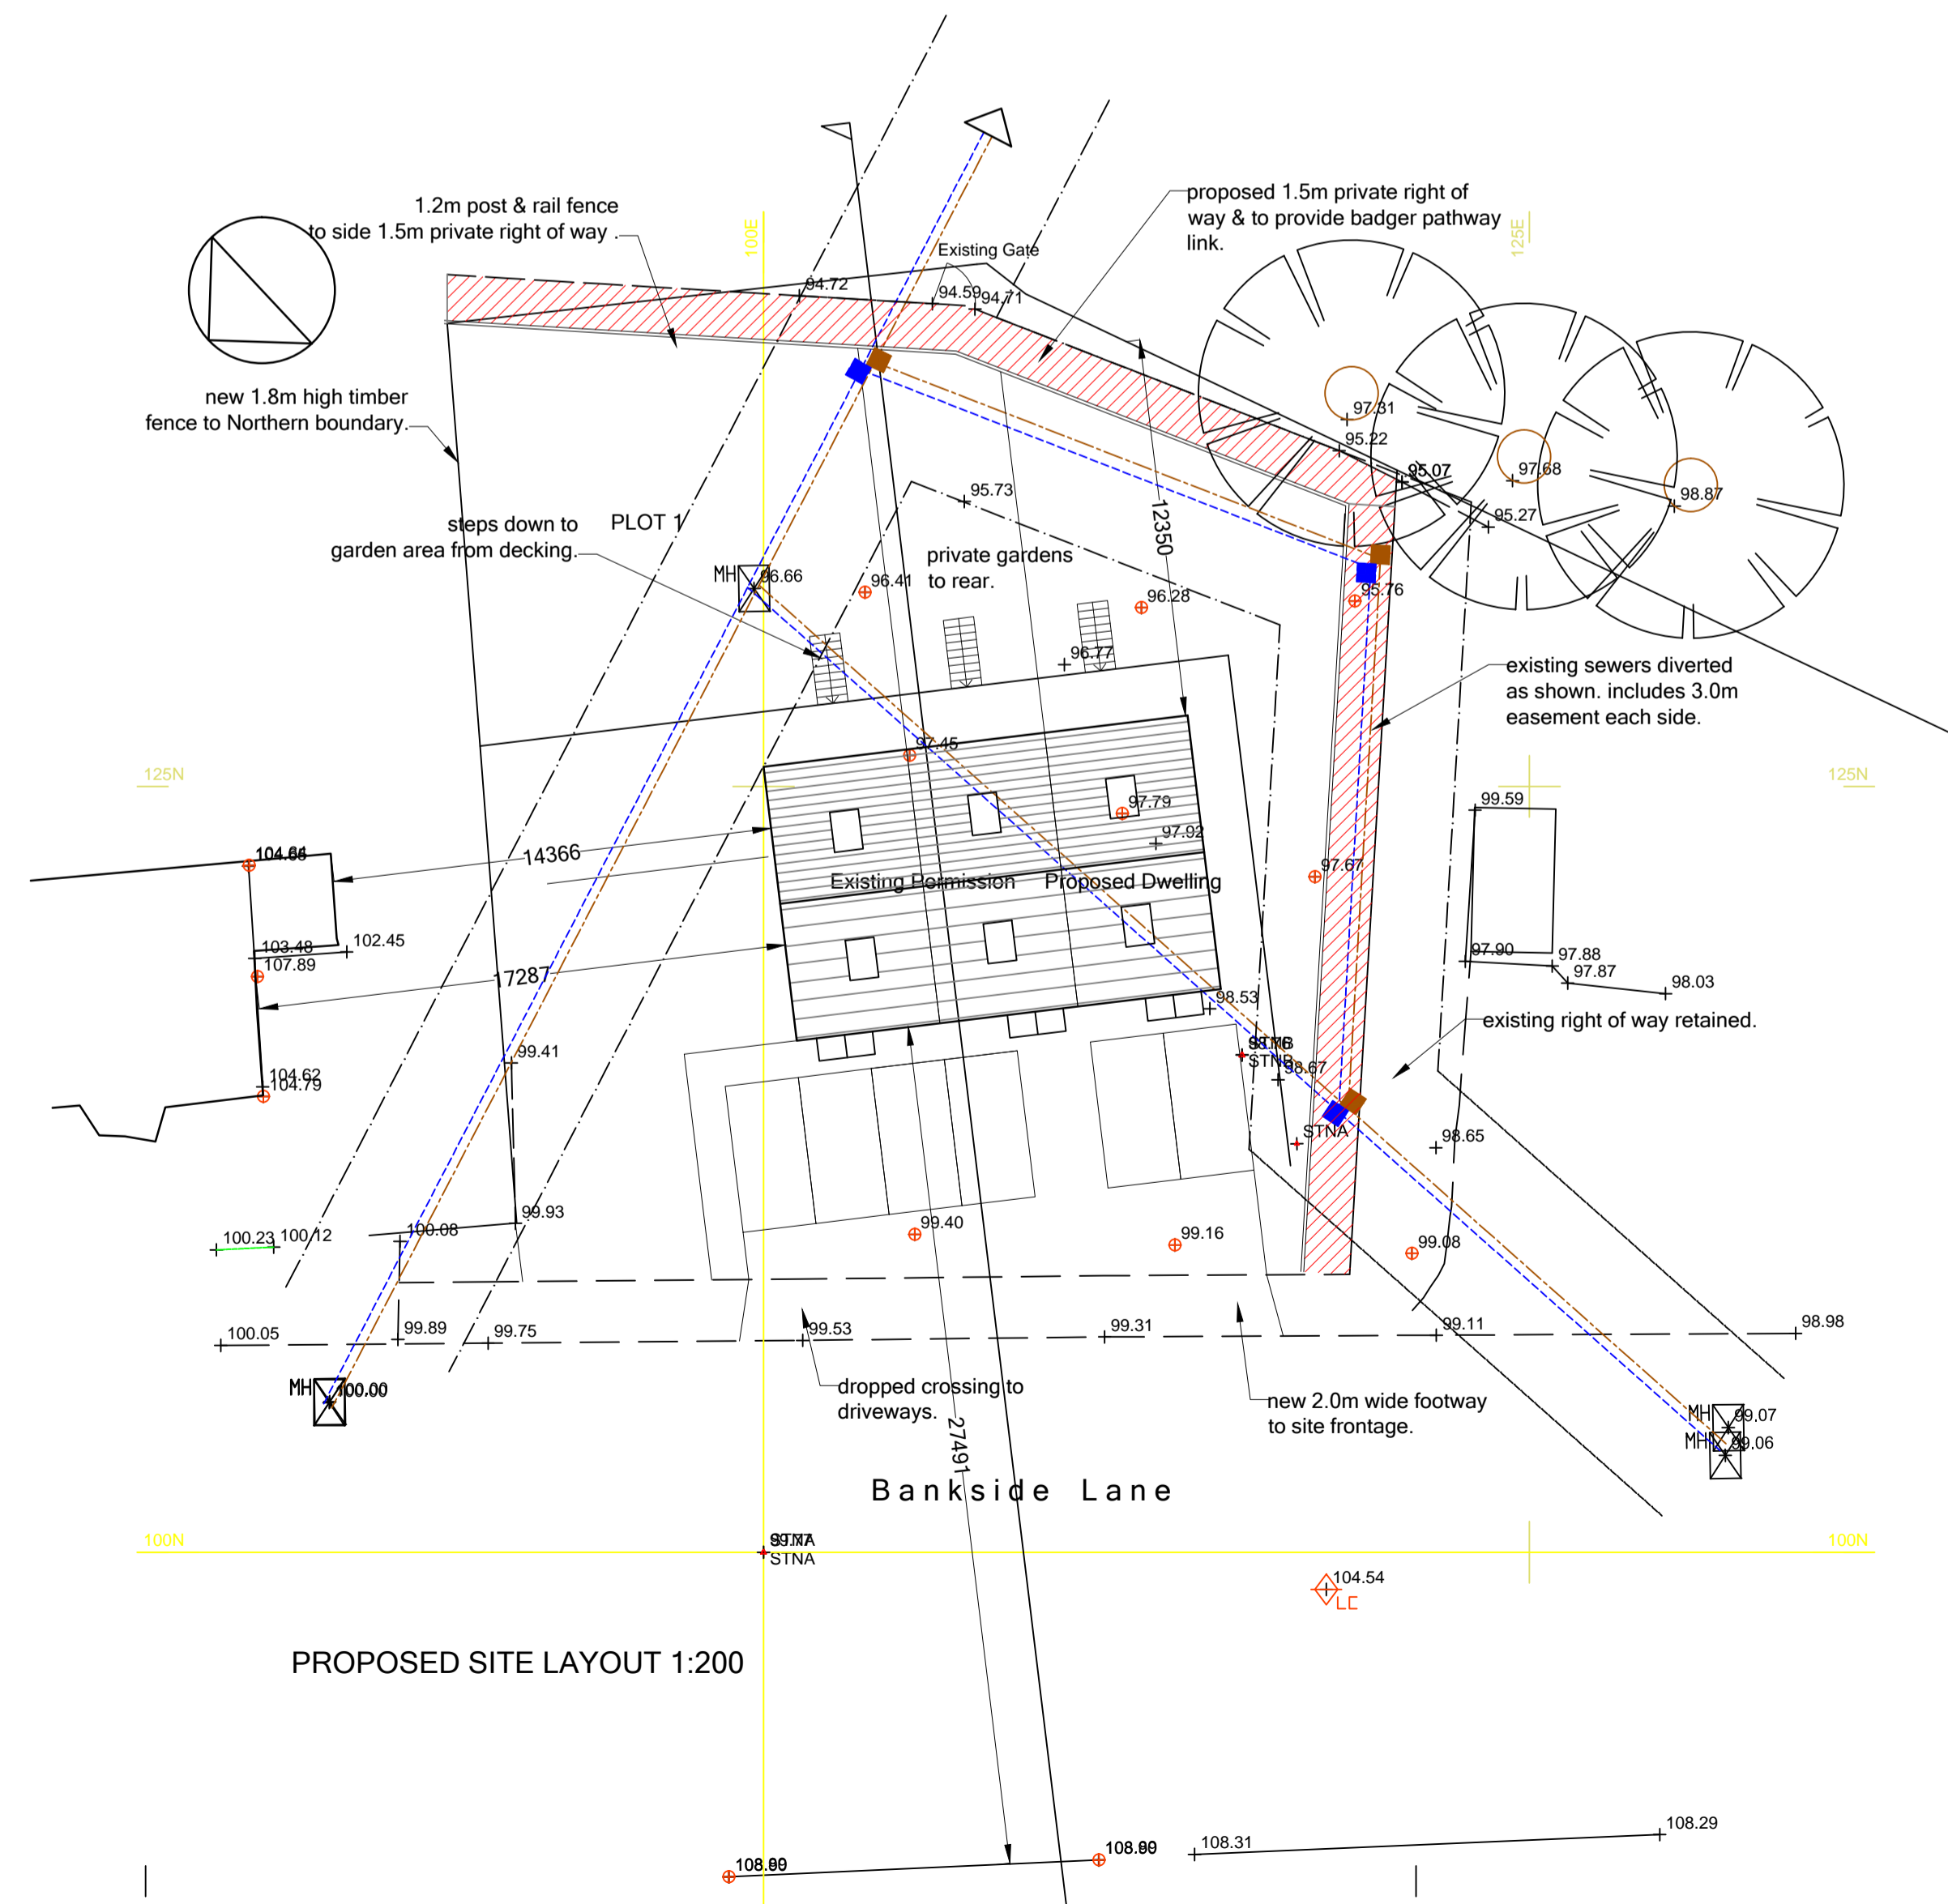 1.2m post & rail fence
to side 1.5m private right of way .
100E
Existing Gate
proposed 1.5m private right of
way & to provide badger pathway
link.
125E
94.72
94.59
94.71
new 1.8m high timber
fence to Northern boundary.
97.31
95.22
95.07
97.68
98.87
95.27
95.73
steps down to
garden area from decking.
PLOT 1
private gardens
to rear.
12350
MH
96.66
96.41
96.28
95.76
96.77
existing sewers diverted
as shown. includes 3.0m
easement each side.
97.45
125N
125N
97.79
99.59
97.92
14366
97.67
Existing Permission
Proposed Dwelling
103.48
102.45
107.89
17287
97.90
97.88
97.87
98.03
98.53
existing right of way retained.
99.41
STNB
98.67
104.62
104.79
STNA
98.65
99.93
99.40
99.16
99.08
100.23
100.12
100.08
100.05
99.89
99.75
99.53
99.31
99.11
98.98
MH
100.00
dropped crossing to
driveways.
new 2.0m wide footway
to site frontage.
27491
MH
99.07
MH
99.06
Bankside Lane
100N
STNA
100N
104.54
LC
PROPOSED SITE LAYOUT 1:200
108.31
108.29